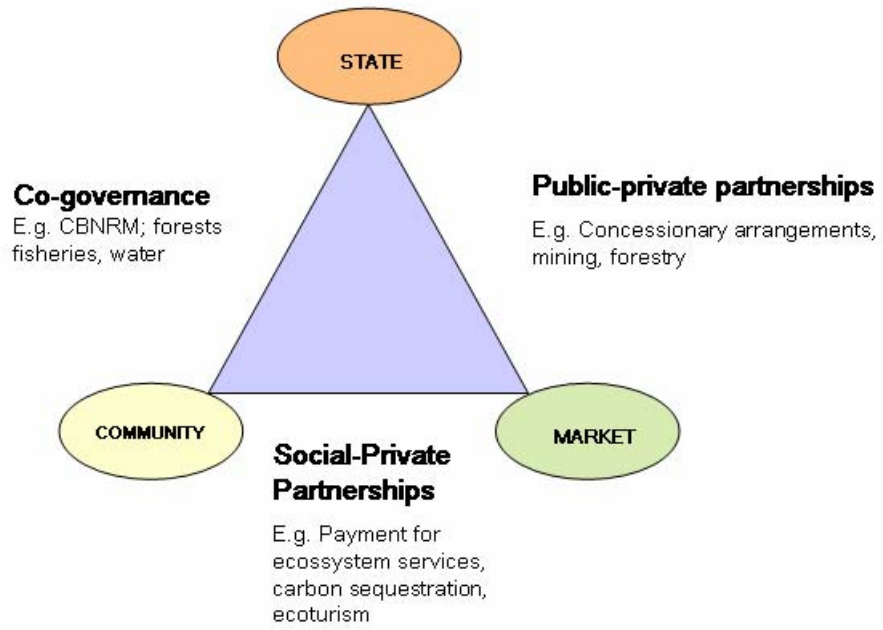 STATE
Co-governance
E.g. CBNRM; forests
fisheries, water
Public-private partnerships
E.g. Concessionary arrangements,
mining, forestry
COMMUNITY
MARKET
Social-Private
Partnerships
E.g. Payment for
ecossystem services,
carbon sequestration,
ecoturism